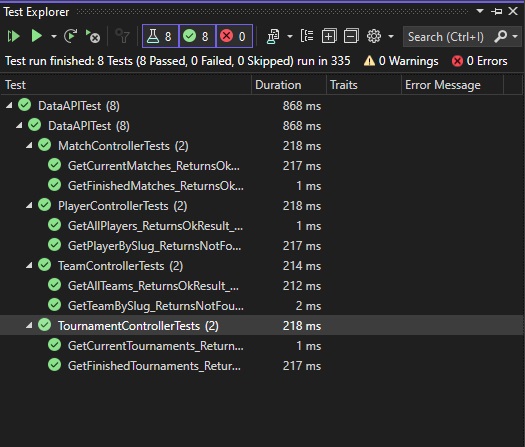 Test Explorer
8 8 0 Search (Ctrl+I)
Test run finished: 8 Tests (8 Passed, 0 Failed, 0 Skipped) run in 335 0 Warnings 0 Errors
Test Duration Traits Error Message
DataAPITest (8) 868 ms
DataAPITest (8) 868 ms
MatchControllerTests (2) 218 ms
GetCurrentMatches_ReturnsOk... 217 ms
GetFinishedMatches_ReturnsOk... 1 ms
PlayerControllerTests (2) 218 ms
GetAllPlayers_ReturnsOkResult_... 1 ms
GetPlayerBySlug_ReturnsNotFo... 217 ms
TeamControllerTests (2) 214 ms
GetAllTeams_ReturnsOkResult_... 212 ms
GetTeamBySlug_ReturnsNotFou... 2 ms
TournamentControllerTests (2) 218 ms
GetCurrentTournaments_Return... 1 ms
GetFinishedTournaments_Retur... 217 ms